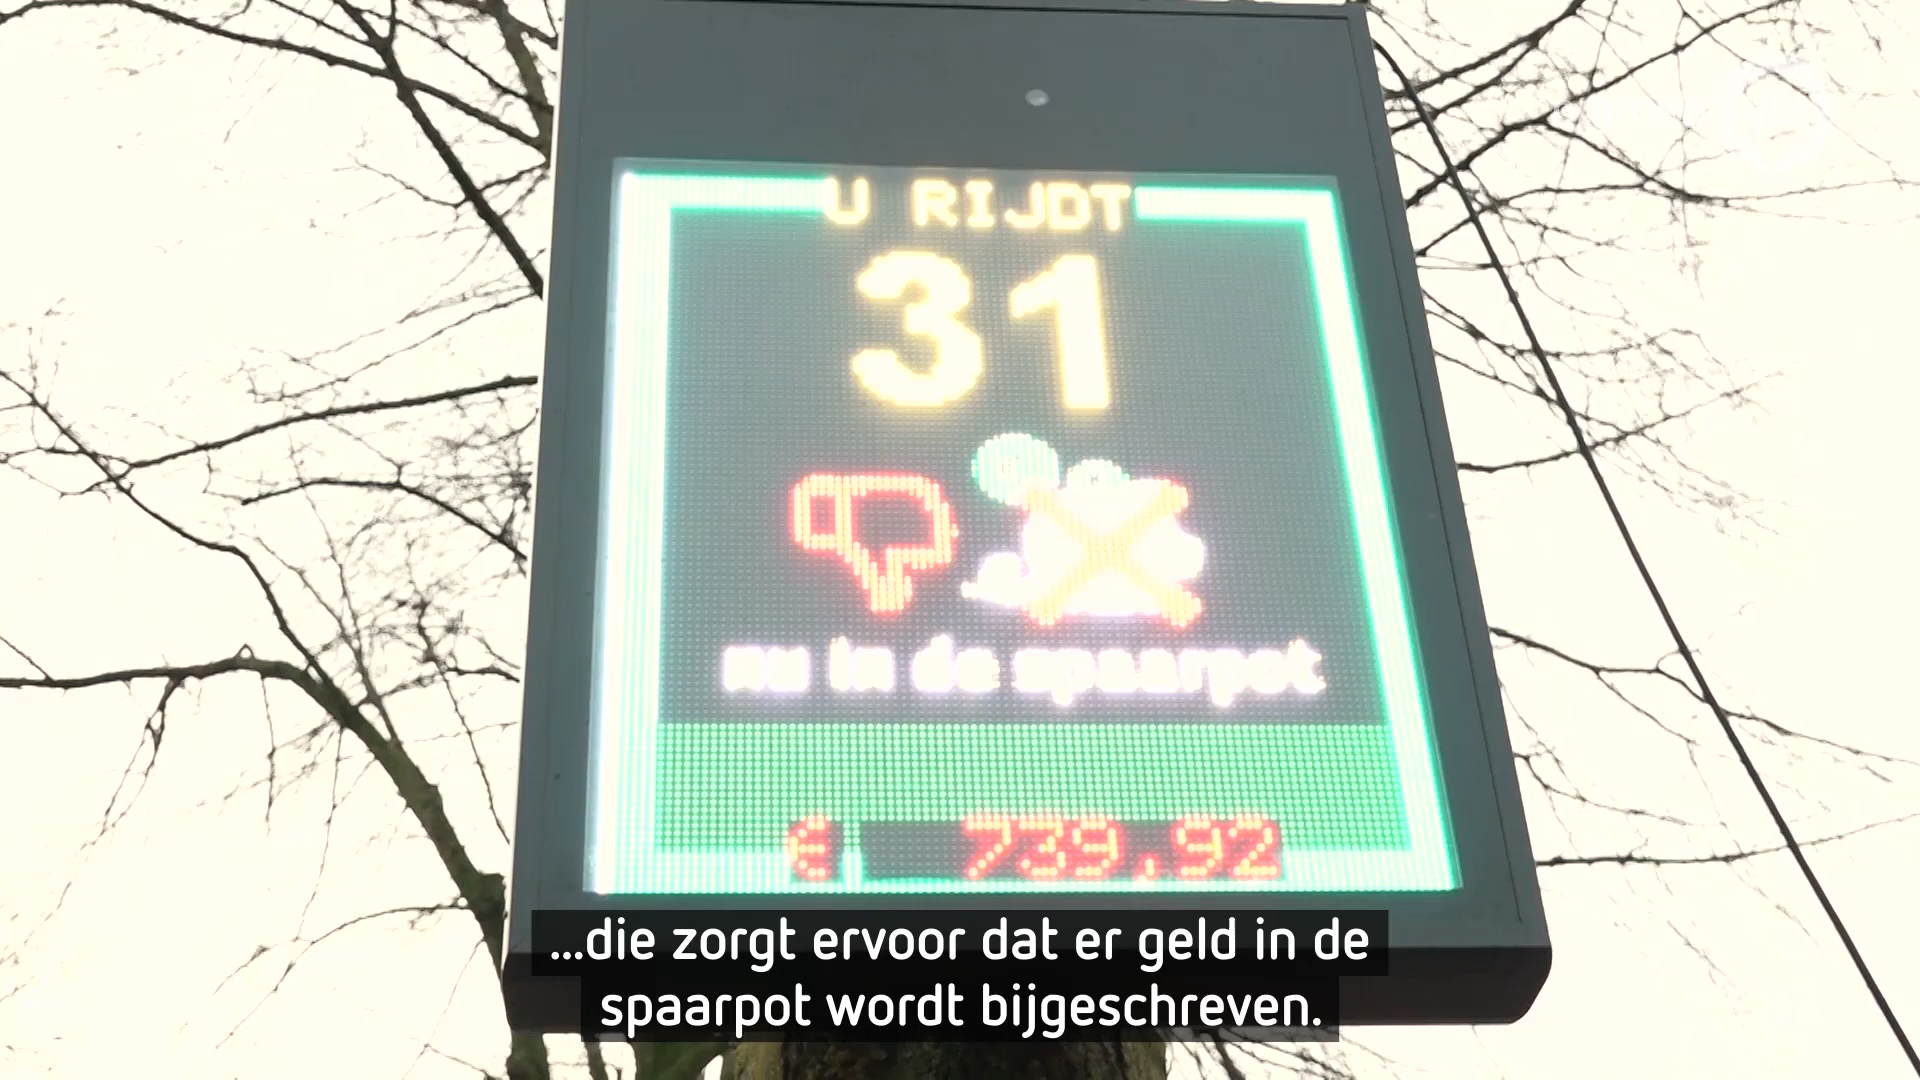 U RIJDT
31
nu in de spaarpot
€ 739,92
...die zorgt ervoor dat er geld in de
spaarpot wordt bijgeschreven.